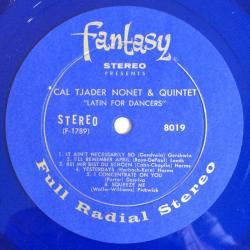 fantasy
STEREO
PRESENTS
CAL TJADER NONET & QUINTET
"LATIN FOR DANCERS"
STEREO
(F-1789)
8019
1. IT AIN'T NECESSARILY SO (Gershwin) Gershwin
2. I'LL REMEMBER APRIL (Raye-DePaul) Leeds
3. BEI MIR BIST DU SCHOEN (Cahn-Chaplin) Harms
4. YESTERDAYS (Harbach-Kern) Harms
5. I CONCENTRATE ON YOU
(Porter)
6. SQUEEZE ME
(Waller-Williams) Pickwick
Full Radial Stereo